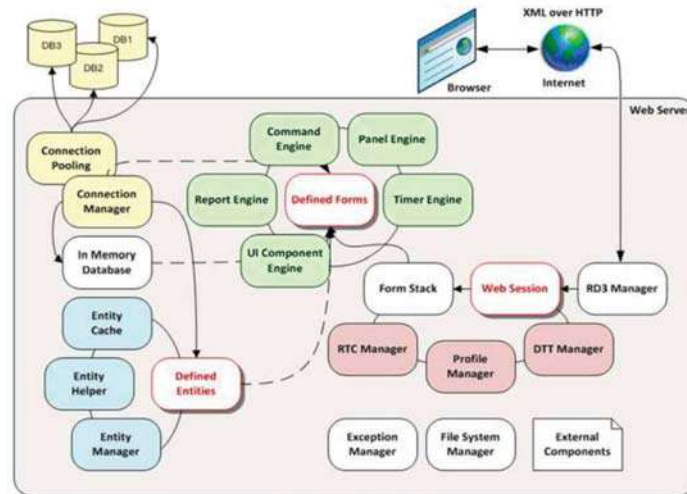 XML over HTTP
DB3
DB1
DB2
Browser
Internet
Web Server
Connection
Pooling
Command
Engine
Panel Engine
Connection
Manager
Report Engine
Defined Forms
Timer Engine
In Memory
Database
UI Component
Engine
Form Stack
Web Session
RD3 Manager
Entity
Cache
RTC Manager
Profile
Manager
DTT Manager
Entity
Helper
Defined
Entities
Entity
Manager
Exception
Manager
File System
Manager
External
Components